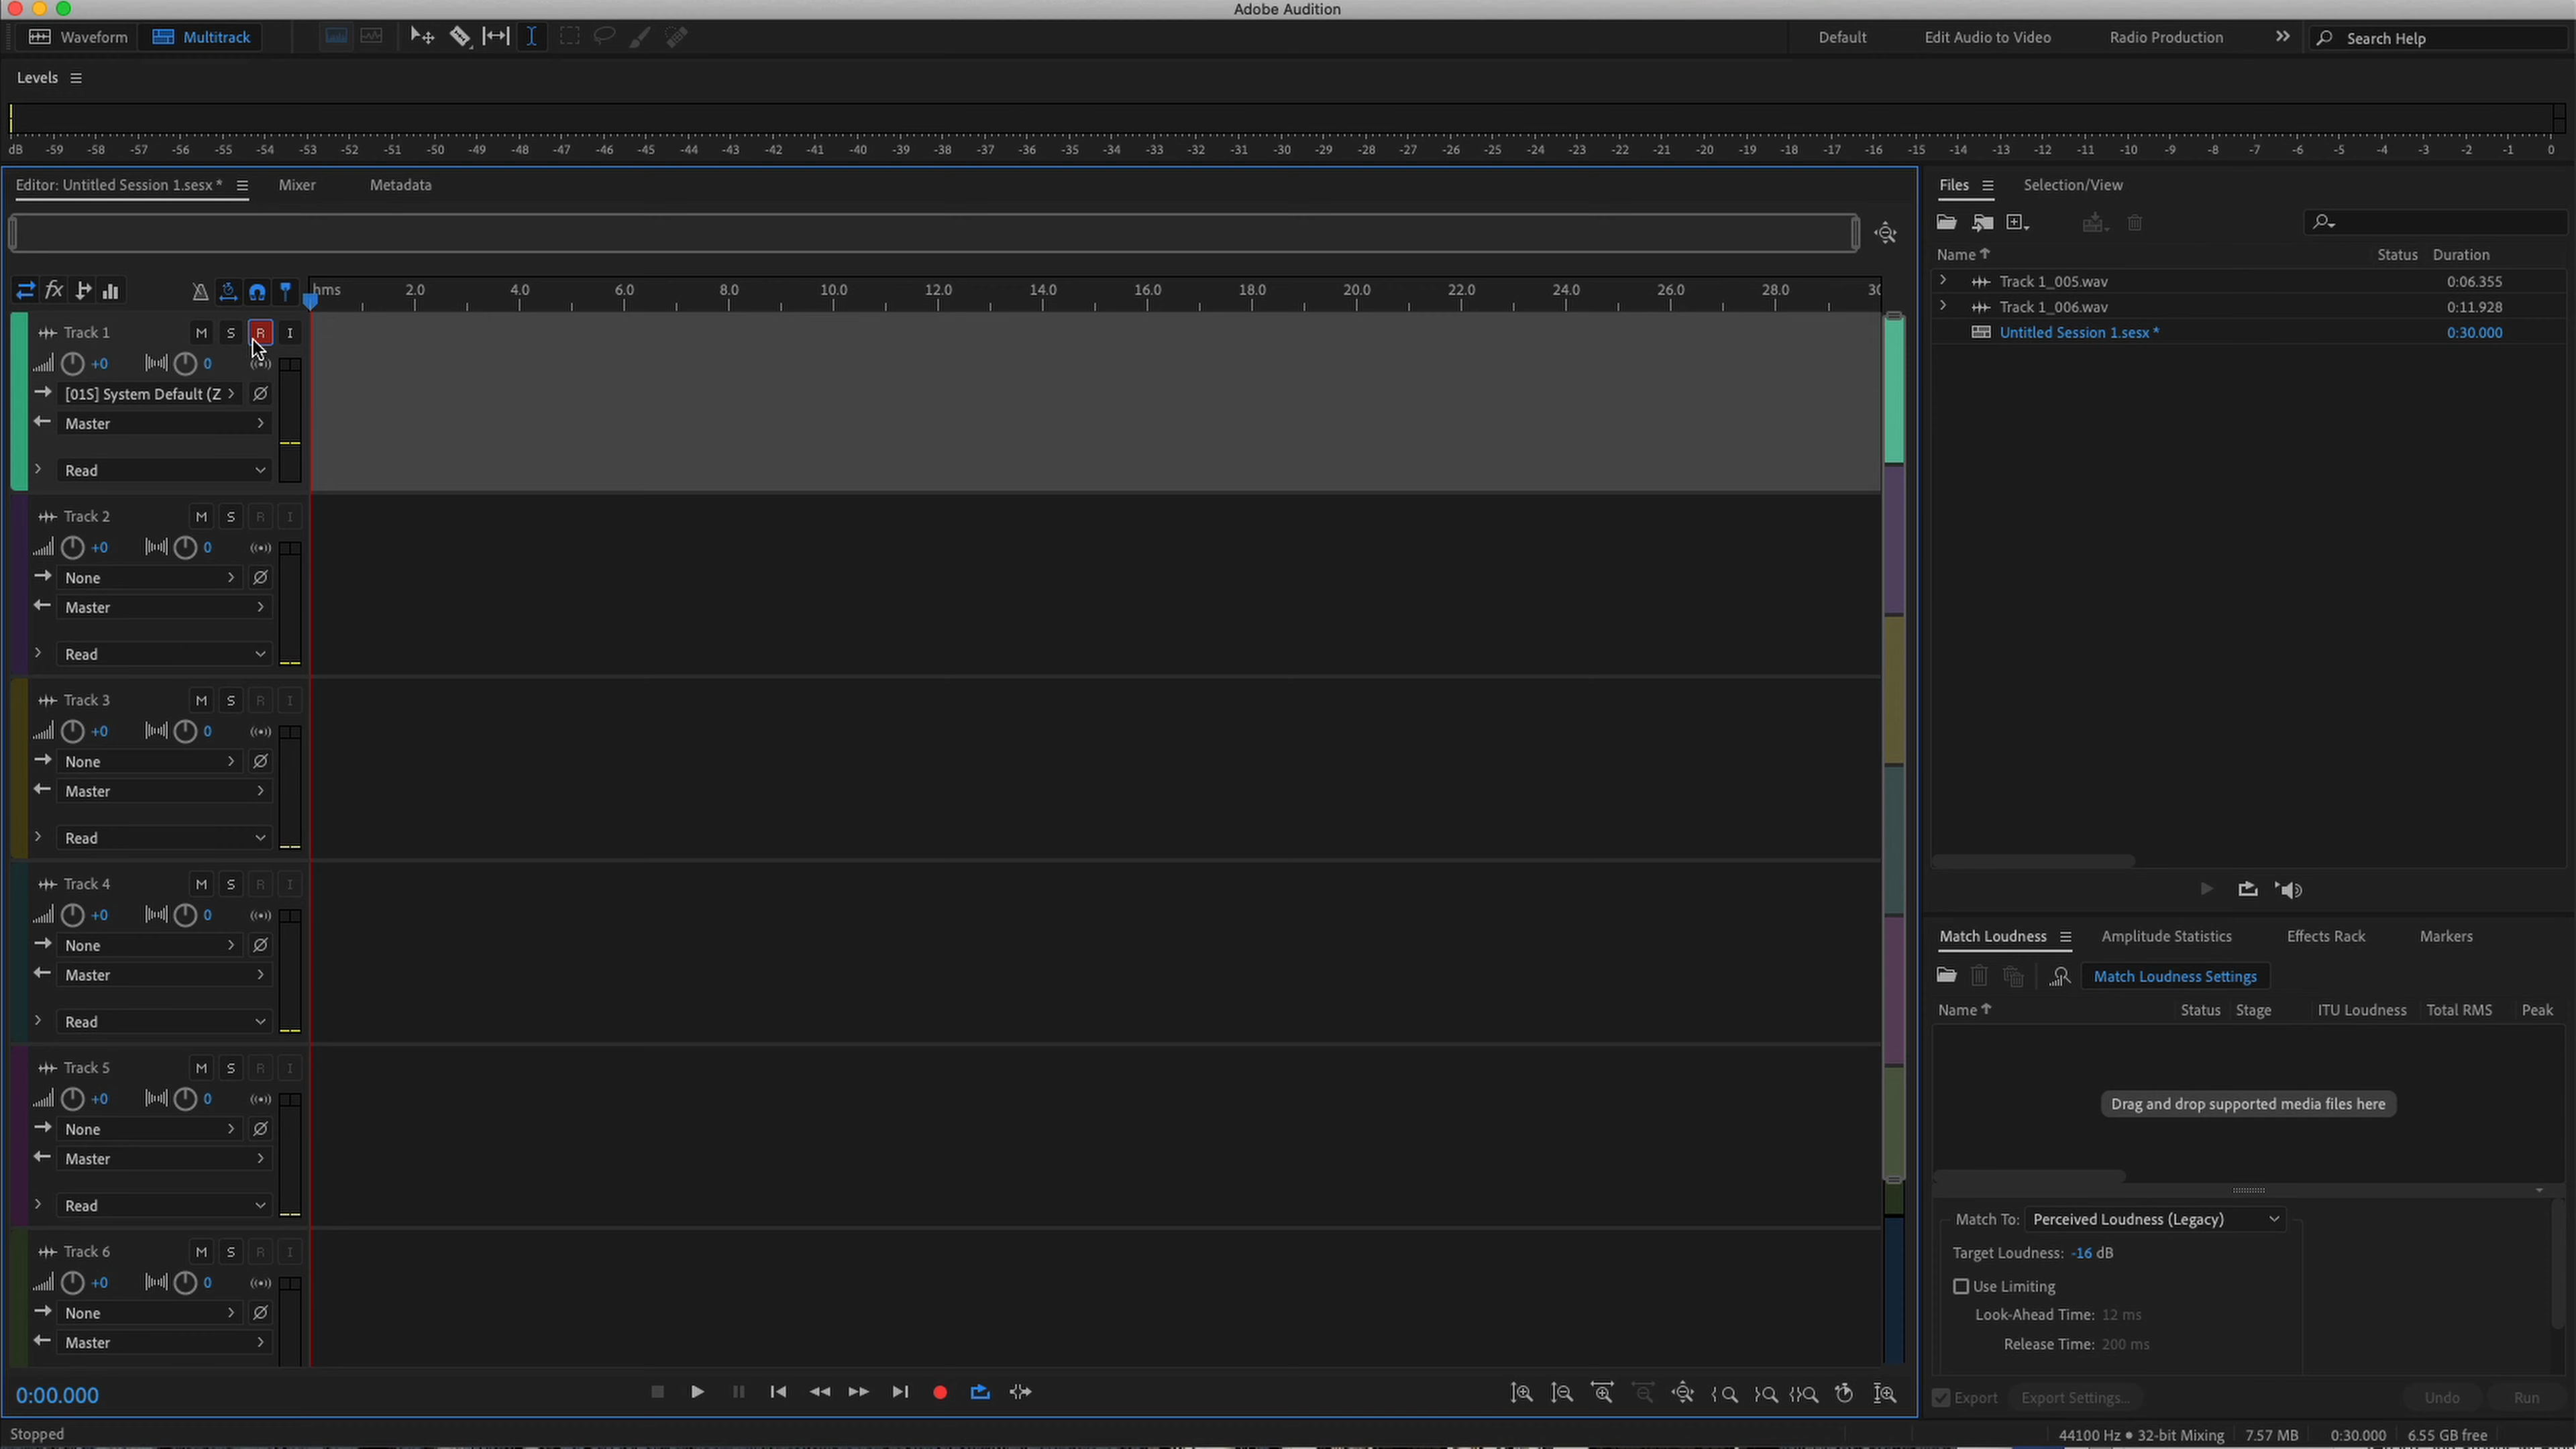 Adobe Audition
Waveform Multitrack Default Edit Audio to Video Radio Production Search Help
Levels
dB -59 -58 -57 -56 -55 -54 -53 -52 -51 -50 -49 -48 -47 -46 -45 -44 -43 -42 -41 -40 -39 -38 -37 -36 -35 -34 -33 -32 -31 -30 -29 -28 -27 -26 -25 -24 -23 -22 -21 -20 -19 -18 -17 -16 -15 -14 -13 -12 -11 -10 -9 -8 -7 -6 -5 -4 -3 -2 -1 0
Editor: Untitled Session 1.sesx * Mixer Metadata
fx hms 2.0 4.0 6.0 8.0 10.0 12.0 14.0 16.0 18.0 20.0 22.0 24.0 26.0 28.0 30
Track 1 M S R I
+0 0
[01S] System Default (Z
Master
Read
Track 2 M S R I
+0 0
None
Master
Read
Track 3 M S R I
+0 0
None
Master
Read
Track 4 M S R I
+0 0
None
Master
Read
Track 5 M S R I
+0 0
None
Master
Read
Track 6 M S R I
+0 0
None
Master
0:00.000
Stopped
Files Selection/View
Name Status Duration
Track 1_005.wav 0:06.355
Track 1_006.wav 0:11.928
Untitled Session 1.sesx * 0:30.000
Match Loudness Amplitude Statistics Effects Rack Markers
Match Loudness Settings
Name Status Stage ITU Loudness Total RMS Peak
Drag and drop supported media files here
Match To: Perceived Loudness (Legacy)
Target Loudness: -16 dB
Use Limiting
Look-Ahead Time: 12 ms
Release Time: 200 ms
Export Export Settings... Undo Run
44100 Hz • 32-bit Mixing 7.57 MB 0:30.000 6.55 GB free